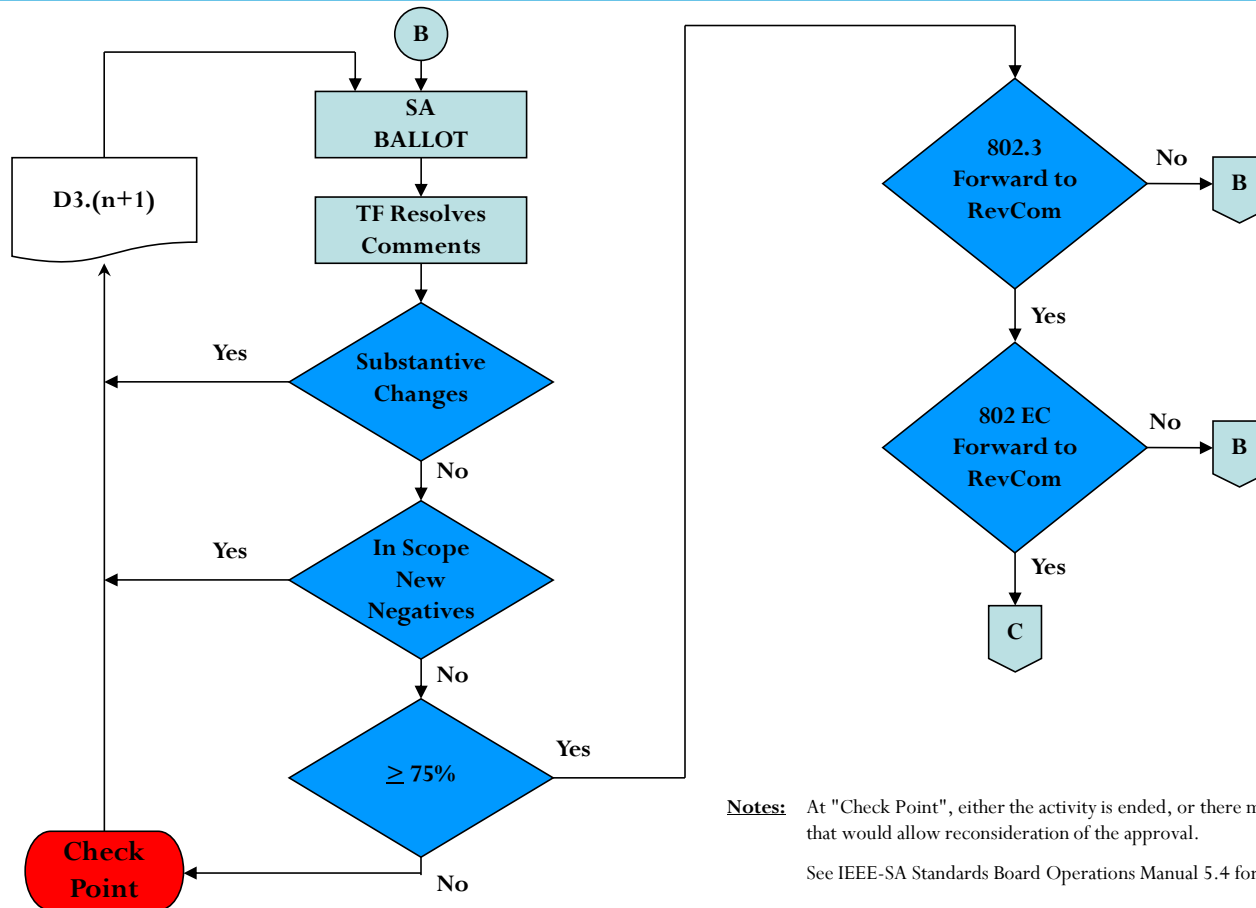 B
SA
BALLOT
D3.(n+1)
TF Resolves
Comments
Yes
Substantive
Changes
No
Yes
In Scope
New
Negatives
No
≥ 75%
Yes
No
Check
Point
802.3
Forward to
RevCom
No
B
Yes
802 EC
Forward to
RevCom
No
B
Yes
C
Notes: At "Check Point", either the activity is ended, or there m
that would allow reconsideration of the approval.
See IEEE-SA Standards Board Operations Manual 5.4 for